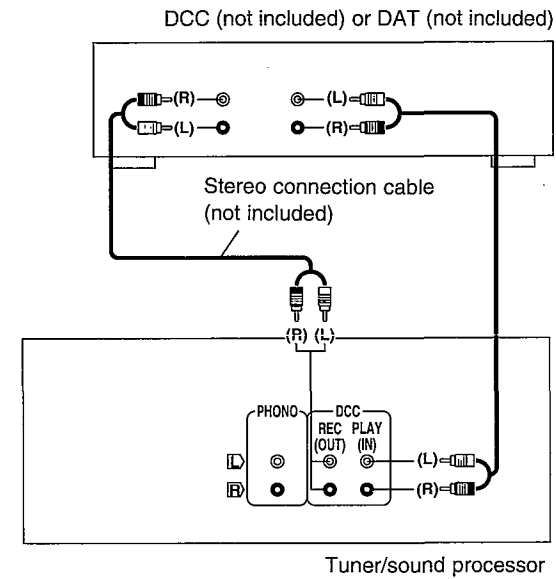 DCC (not included) or DAT (not included)
(R) (L)
(L) (R)
Stereo connection cable
(not included)
(R) (L)
PHONO DCC
REC PLAY
(OUT) (IN)
L (L)
R (R)
Tuner/sound processor